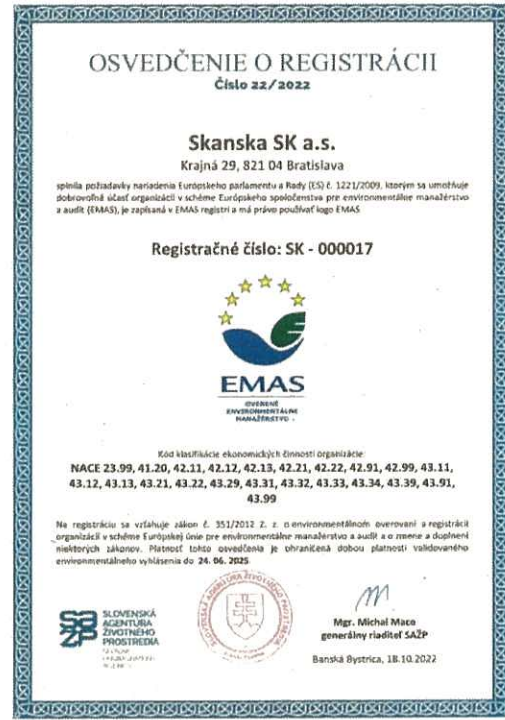 OSVEDČENIE O REGISTRÁCII
Číslo 22/2022
Skanska SK a.s.
Krajná 29, 821 04 Bratislava
splnila požiadavky nariadenia Európskeho parlamentu a Rady (ES) č. 1221/2009, ktorým sa umožňuje
dobrovoľná účasť organizácií v schéme Európskeho spoločenstva pre environmentálne manažérstvo
a audit (EMAS), je zapísaná v EMAS registri a má právo používať logo EMAS
Registračné číslo: SK - 000017
EMAS
OVERENÉ
ENVIRONMENTÁLNE
MANAŽÉRSTVO
Kód klasifikácie ekonomických činností organizácie:
NACE 23.99, 41.20, 42.11, 42.12, 42.13, 42.21, 42.22, 42.91, 42.99, 43.11,
43.12, 43.13, 43.21, 43.22, 43.29, 43.31, 43.32, 43.33, 43.34, 43.39, 43.91,
43.99
Na registráciu sa vzťahuje zákon č. 351/2012 Z. z. o environmentálnom overovaní a registrácii
organizácií v schéme Európskej únie pre environmentálne manažérstvo a audit a o zmene a doplnení
niektorých zákonov. Platnosť tohto osvedčenia je ohraničená dobou platnosti validovaného
environmentálneho vyhlásenia do 24. 06. 2025
SAŽP
SLOVENSKÁ
AGENTÚRA
ŽIVOTNÉHO
PROSTREDIA
SLOVENSKÁ AGENTÚRA ŽIVOTNÉHO PROSTREDIA
Mgr. Michal Maco
generálny riaditeľ SAŽP
Banská Bystrica, 18.10.2022